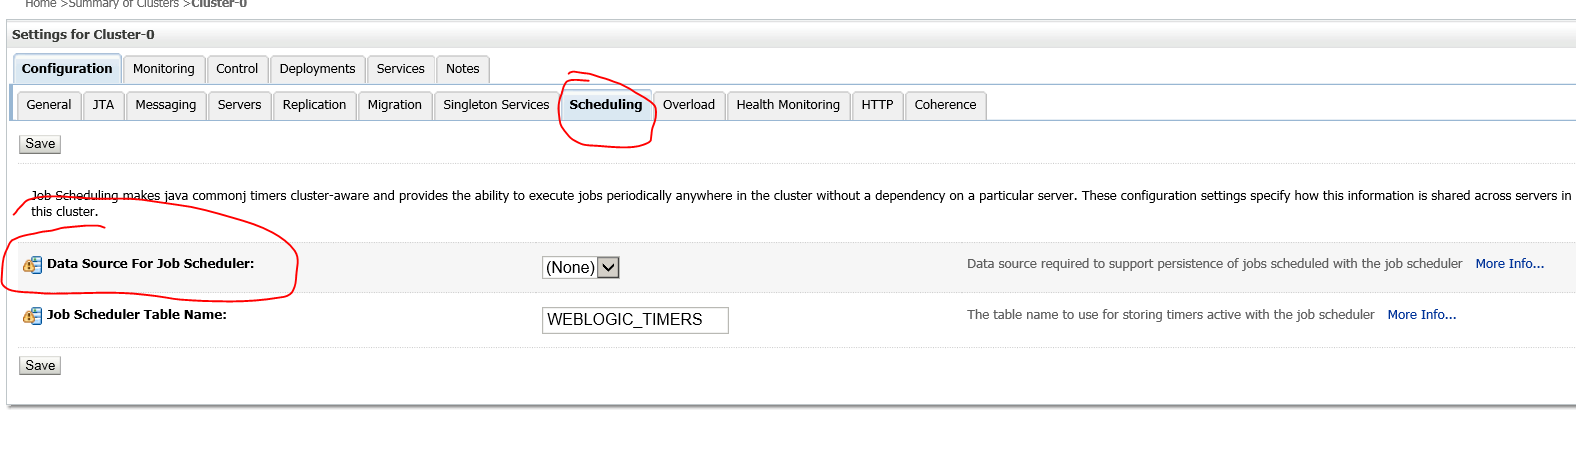 Home >Summary of Clusters >Cluster-0
Settings for Cluster-0
Configuration Monitoring Control Deployments Services Notes
General JTA Messaging Servers Replication Migration Singleton Services Scheduling Overload Health Monitoring HTTP Coherence
Save
Job Scheduling makes java commonj timers cluster-aware and provides the ability to execute jobs periodically anywhere in the cluster without a dependency on a particular server. These configuration settings specify how this information is shared across servers in
this cluster.
Data Source For Job Scheduler: (None) Data source required to support persistence of jobs scheduled with the job scheduler More Info...
Job Scheduler Table Name: WEBLOGIC_TIMERS The table name to use for storing timers active with the job scheduler More Info...
Save